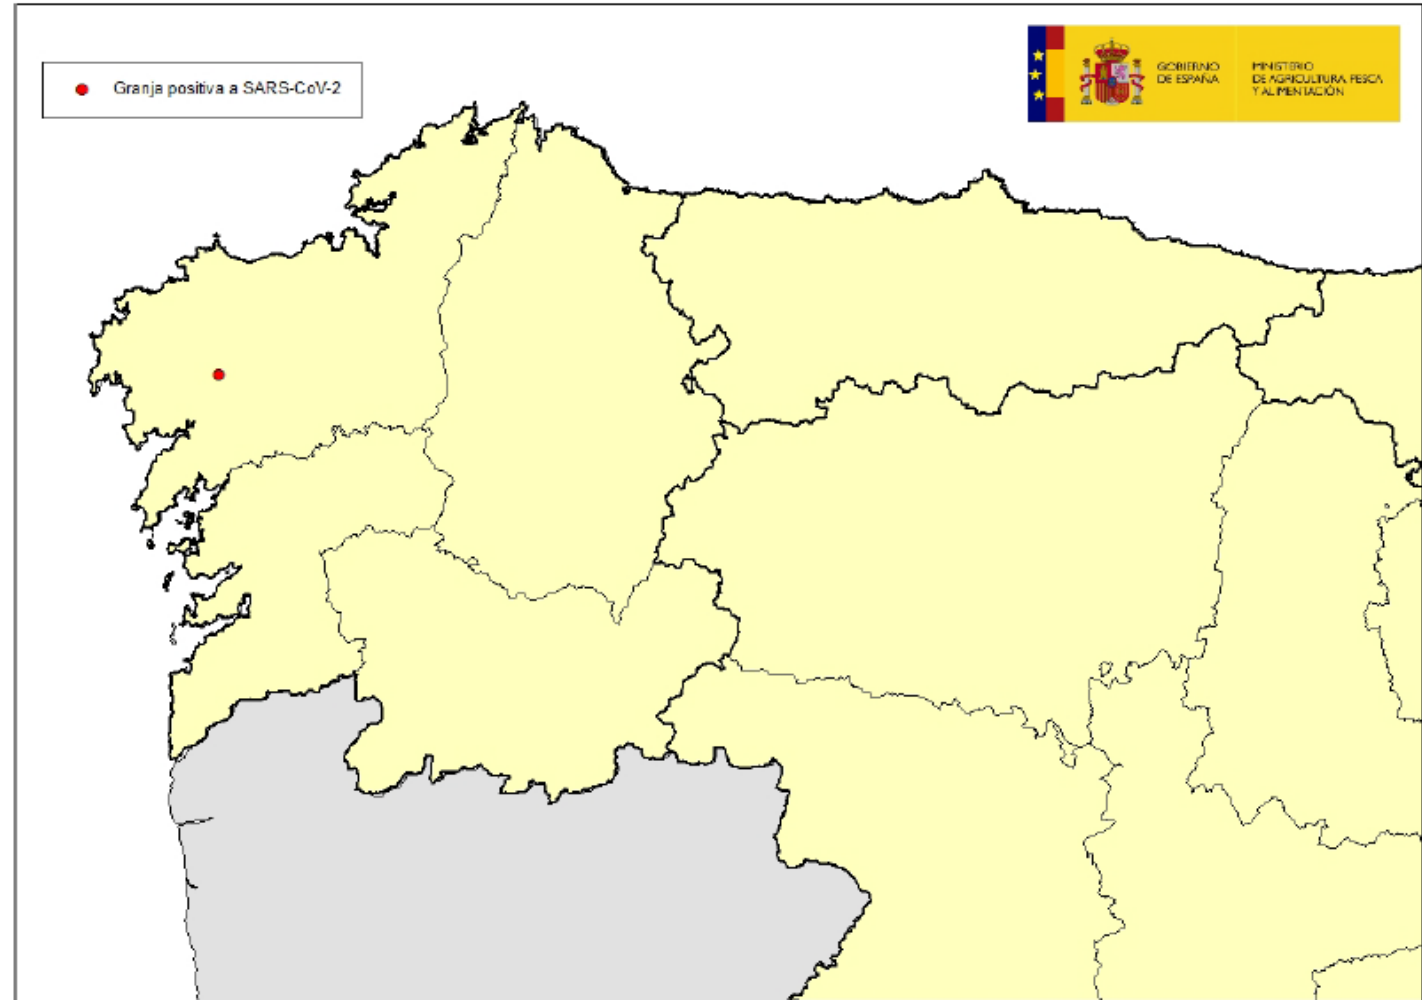 Granja positiva a SARS-CoV-2
GOBIERNO
DE ESPAÑA
MINISTERIO
DE AGRICULTURA, PESCA
Y ALIMENTACIÓN